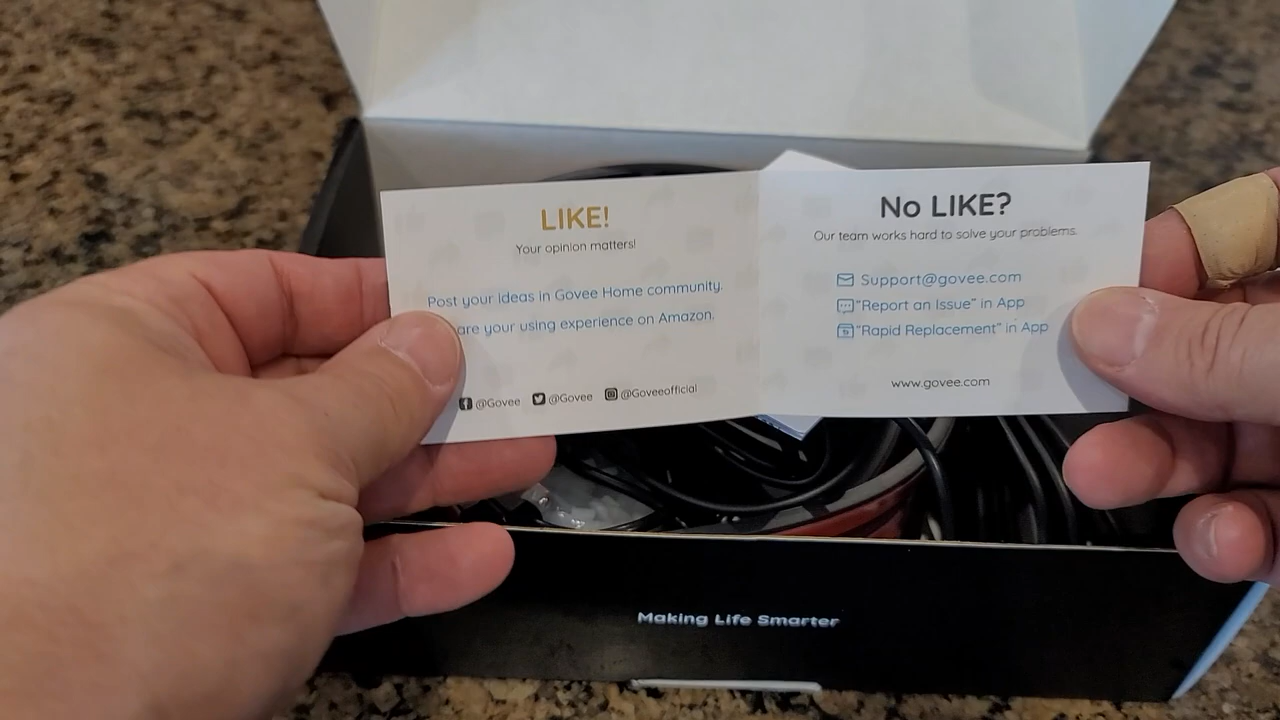 LIKE!
Your opinion matters!
Post your ideas in Govee Home community.
are your using experience on Amazon.
@Govee @Govee @Goveeofficial
No LIKE?
Our team works hard to solve your problems.
Support@govee.com
"Report an Issue" in App
"Rapid Replacement" in App
www.govee.com
Making Life Smarter